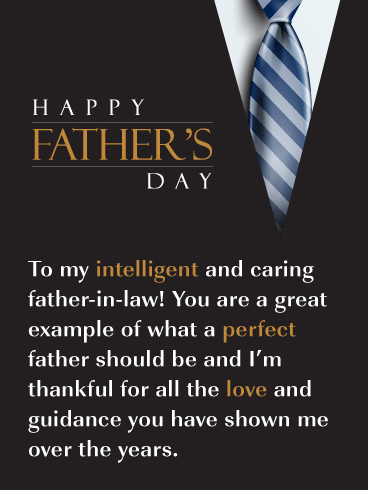 HAPPY
FATHER'S
DAY
To my intelligent and caring
father-in-law! You are a great
example of what a perfect
father should be and I'm
thankful for all the love and
guidance you have shown me
over the years.